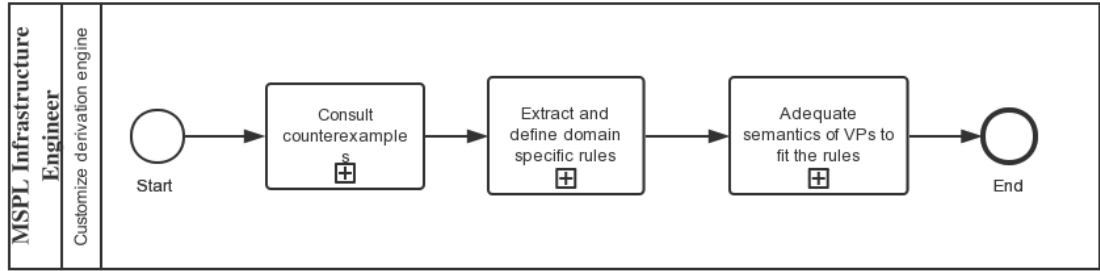 MSPL Infrastructure
Engineer
Customize derivation engine
Start
Consult
counterexample
s
Extract and
define domain
specific rules
Adequate
semantics of VPs to
fit the rules
End